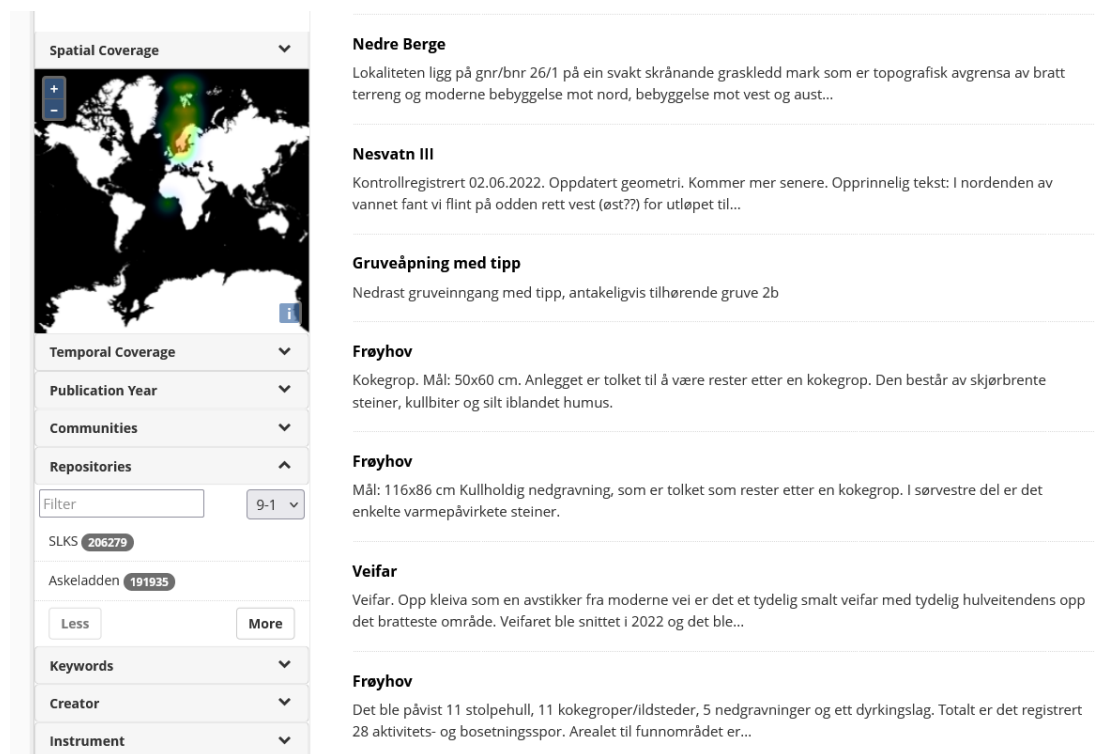 Spatial Coverage
+
–
i
Temporal Coverage
Publication Year
Communities
Repositories
Filter
9-1
SLKS 206279
Askeladden 191935
Less
More
Keywords
Creator
Instrument
Nedre Berge
Lokaliteten ligg på gnr/bnr 26/1 på ein svakt skrånande graskledd mark som er topografisk avgrensa av bratt
terreng og moderne bebyggelse mot nord, bebyggelse mot vest og aust...
Nesvatn III
Kontrollregistrert 02.06.2022. Oppdatert geometri. Kommer mer senere. Opprinnelig tekst: I nordenden av
vannet fant vi flint på odden rett vest (øst??) for utløpet til...
Gruveåpning med tipp
Nedrast gruveinngang med tipp, antakeligvis tilhørende gruve 2b
Frøyhov
Kokegrop. Mål: 50x60 cm. Anlegget er tolket til å være rester etter en kokegrop. Den består av skjørbrente
steiner, kullbiter og silt iblandet humus.
Frøyhov
Mål: 116x86 cm Kullholdig nedgravning, som er tolket som rester etter en kokegrop. I sørvestre del er det
enkelte varmepåvirkete steiner.
Veifar
Veifar. Opp kleiva som en avstikker fra moderne vei er det et tydelig smalt veifar med tydelig hulveitendens opp
det bratteste område. Veifaret ble snittet i 2022 og det ble...
Frøyhov
Det ble påvist 11 stolpehull, 11 kokegroper/ildsteder, 5 nedgravninger og ett dyrkingslag. Totalt er det registrert
28 aktivitets- og bosetningsspor. Arealet til funnområdet er...